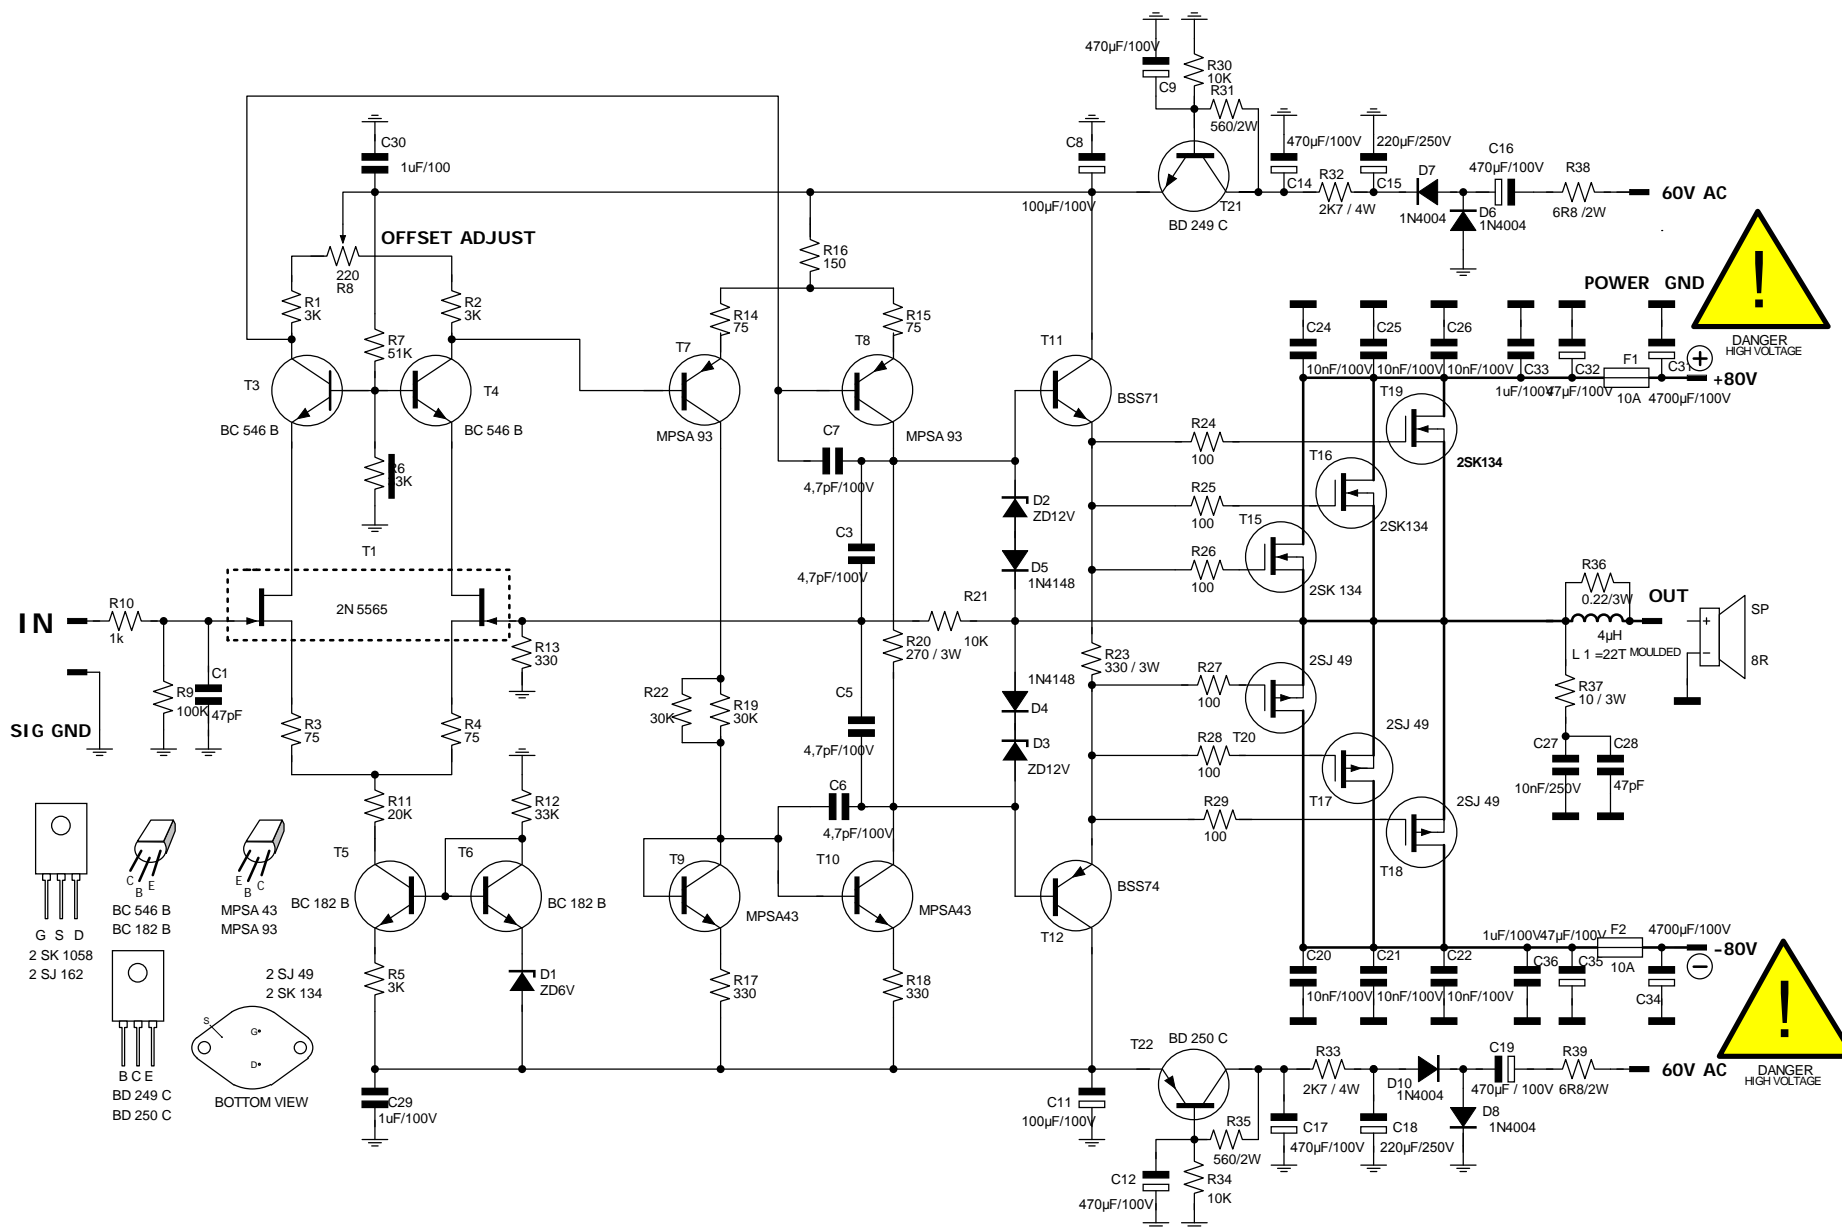 470µF/100V
C9
R30
10K
R31
560/2W
C30
1uF/100
C8
100µF/100V
T21
BD 249 C
470µF/100V
C14
220µF/250V
C15
R32
2K7 / 4W
D7
1N4004
D6
1N4004
C16
470µF/100V
R38
6R8 /2W
60V AC
OFFSET ADJUST
220
R8
R1
3K
R2
3K
R7
51K
R16
150
R14
75
R15
75
T3
BC 546 B
T4
BC 546 B
T7
MPSA 93
T8
MPSA 93
T11
BSS71
POWER GND
!
DANGER
HIGH VOLTAGE
C24
10nF/100V
C25
10nF/100V
C26
10nF/100V
C33
1uF/100V
C32
47µF/100V
F1
10A
C31
4700µF/100V
+
+80V
T19
2SK134
R24
100
T16
2SK134
R25
100
T15
2SK 134
R26
100
C7
4,7pF/100V
C3
4,7pF/100V
D2
ZD12V
D5
1N4148
T1
2N 5565
IN
R10
1k
R9
100K
C1
47pF
SIG GND
R13
330
R21
10K
R20
270 / 3W
R23
330 / 3W
R36
0.22/3W
OUT
4µH
L 1 =22T MOULDED
+
-
SP
8R
R37
10 / 3W
C27
10nF/250V
C28
47pF
R3
75
R4
75
R22
30K
R19
30K
C5
4,7pF/100V
C6
4,7pF/100V
1N4148
D4
D3
ZD12V
R27
100
2SJ 49
T20
R28
100
2SJ 49
T17
R29
100
2SJ 49
T18
R11
20K
R12
33K
T5
BC 182 B
T6
BC 182 B
T9
MPSA43
T10
MPSA43
T12
BSS74
R5
3K
D1
ZD6V
R17
330
R18
330
G S D
2 SK 1058
2 SJ 162
C
B
E
BC 546 B
BC 182 B
E
B
C
MPSA 43
MPSA 93
B C E
BD 249 C
BD 250 C
2 SJ 49
2 SK 134
S
G
D
BOTTOM VIEW
C20
10nF/100V
C21
10nF/100V
C22
10nF/100V
1uF/100V
C36
47µF/100V
C35
F2
10A
4700µF/100V
C34
-80V
-
!
DANGER
HIGH VOLTAGE
C29
1uF/100V
C11
100µF/100V
T22
BD 250 C
R33
2K7 / 4W
D10
1N4004
C19
470µF / 100V
R39
6R8/2W
60V AC
D8
1N4004
C17
470µF/100V
C18
220µF/250V
R35
560/2W
R34
10K
C12
470µF/100V